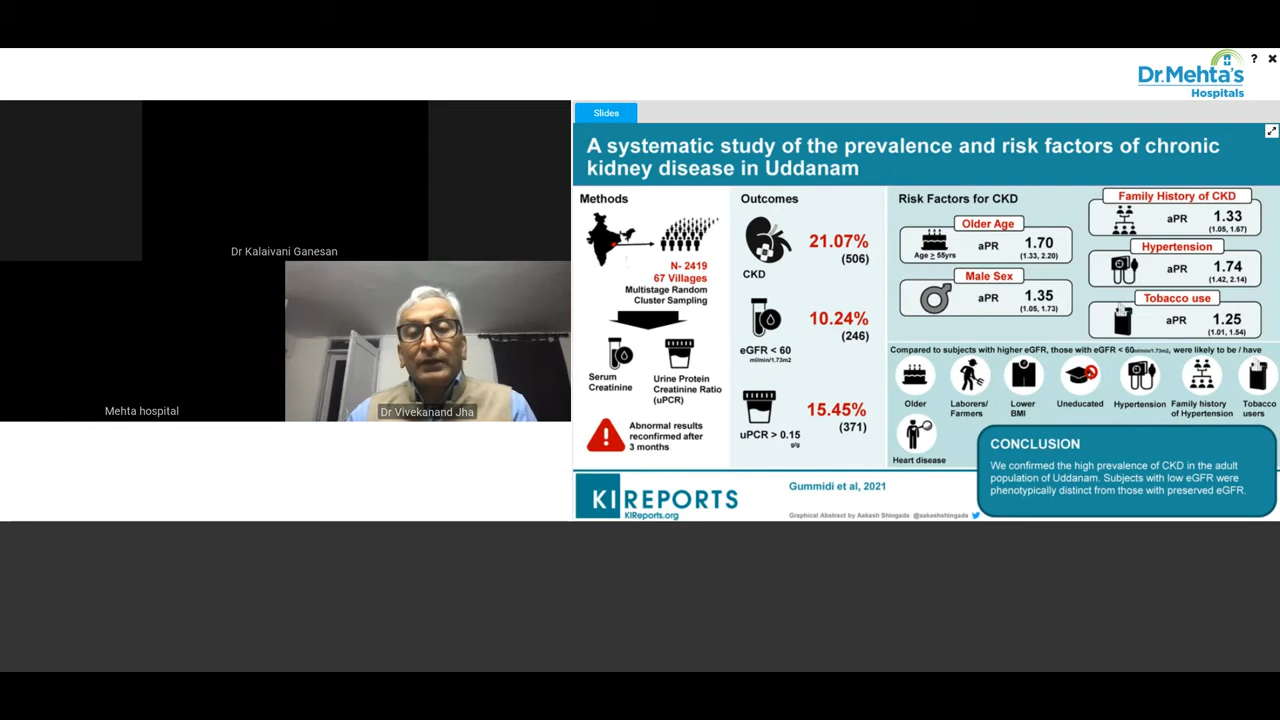 Dr.Mehta's
Hospitals
? ✖
Dr Kalaivani Ganesan
Mehta hospital
Dr Vivekanand Jha
Slides
A systematic study of the prevalence and risk factors of chronic
kidney disease in Uddanam
Methods
N- 2419
67 Villages
Multistage Random
Cluster Sampling
Serum
Creatinine
Urine Protein
Creatinine Ratio
(uPCR)
Abnormal results
reconfirmed after
3 months
Outcomes
21.07%
(506)
CKD
10.24%
(246)
eGFR < 60
ml/min/1.73m2
15.45%
(371)
uPCR > 0.15
g/g
Risk Factors for CKD
Older Age
Age ≥ 55yrs
aPR
1.70
(1.33, 2.20)
Male Sex
aPR
1.35
(1.05, 1.73)
Family History of CKD
aPR
1.33
(1.05, 1.67)
Hypertension
aPR
1.74
(1.42, 2.14)
Tobacco use
aPR
1.25
(1.01, 1.54)
Compared to subjects with higher eGFR, those with eGFR < 60ml/min/1.73m2, were likely to be / have
Older
Laborers/
Farmers
Lower
BMI
Uneducated
Hypertension
Family history
of Hypertension
Tobacco
users
Heart disease
CONCLUSION
We confirmed the high prevalence of CKD in the adult
population of Uddanam. Subjects with low eGFR were
phenotypically distinct from those with preserved eGFR.
KI REPORTS
KIReports.org
Gummidi et al, 2021
Graphical Abstract by Aakash Shingada @aakashshingada